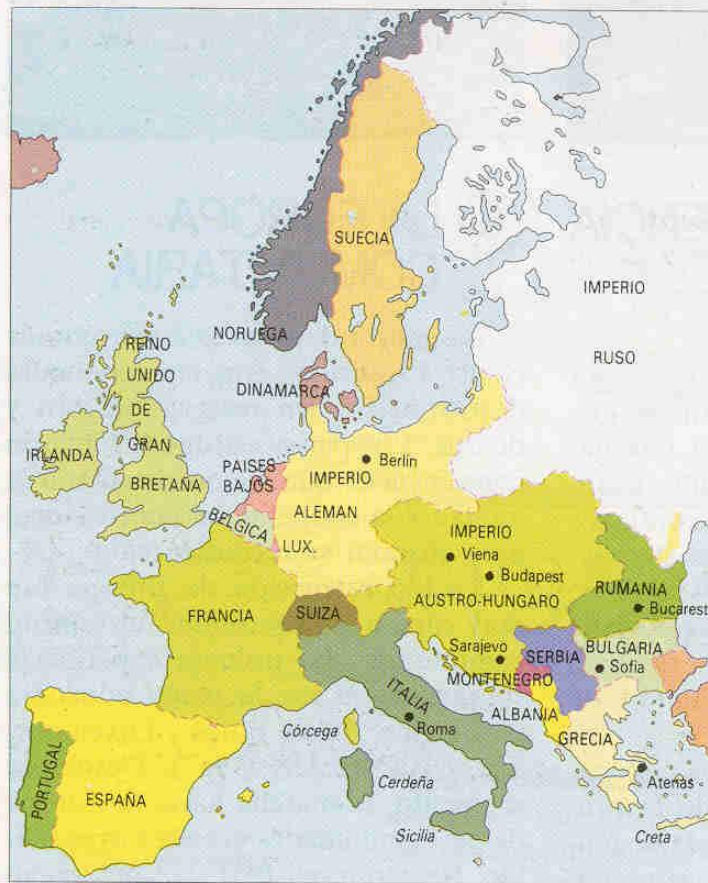 SUECIA
IMPERIO
RUSO
NORUEGA
DINAMARCA
REINO
UNIDO
DE
GRAN
BRETAÑA
IRLANDA
PAISES
BAJOS
BELGICA
LUX.
IMPERIO
ALEMAN
Berlín
IMPERIO
Viena
Budapest
AUSTRO-HUNGARO
FRANCIA
SUIZA
RUMANIA
Bucarest
Sarajevo
SERBIA
BULGARIA
Sofia
MONTENEGRO
ITALIA
Roma
ALBANIA
GRECIA
Atenas
Córcega
Cerdeña
Sicilia
Creta
PORTUGAL
ESPAÑA